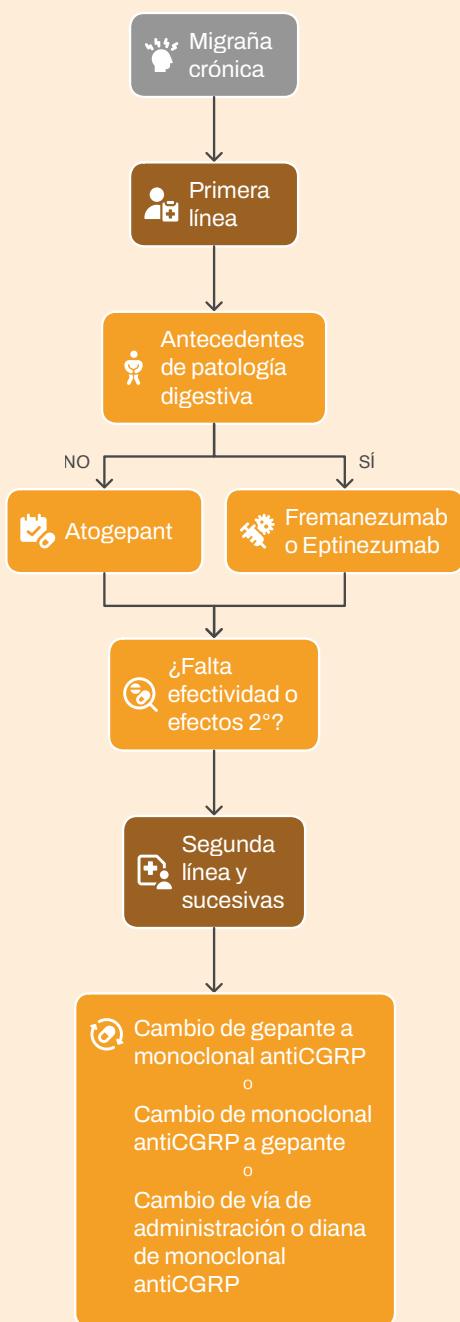 Migraña
crónica
Primera
línea
Antecedentes
de patología
digestiva
NO
SÍ
Atogepant
Fremanezumab
o Eptinezumab
¿Falta
efectividad o
efectos 2°?
Segunda
línea y
sucesivas
Cambio de gepante a
monoclonal antiCGRP
o
Cambio de monoclonal
antiCGRP a gepante
o
Cambio de vía de
administración o diana
de monoclonal
antiCGRP